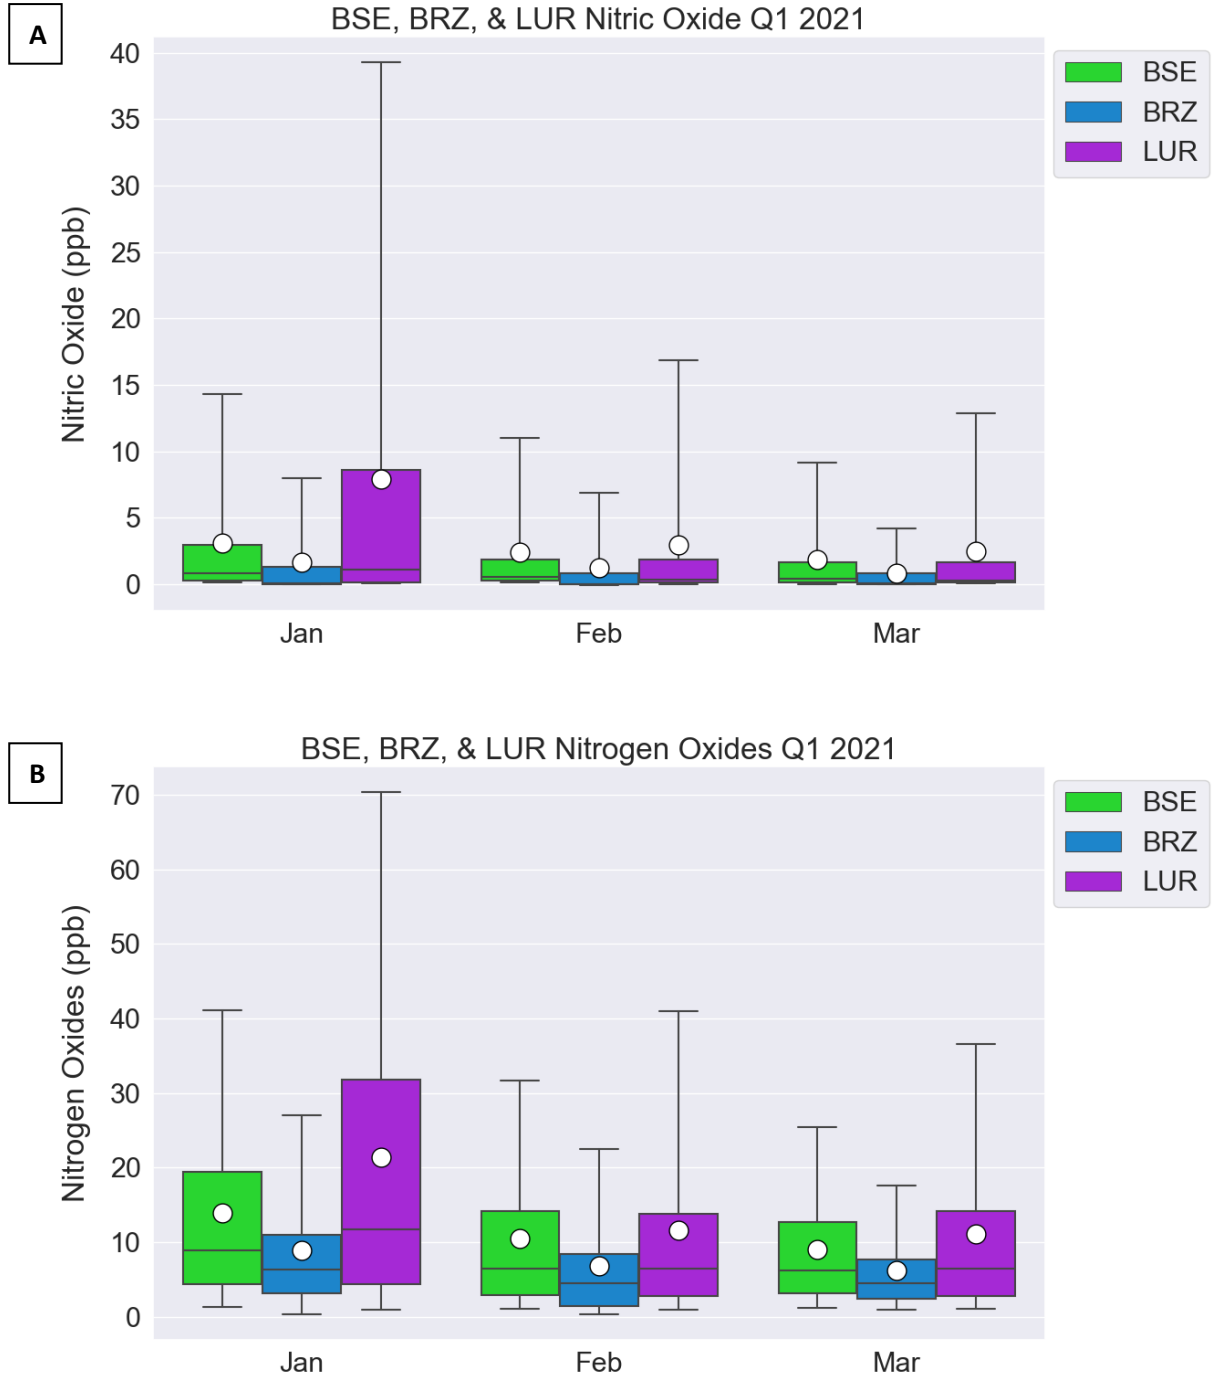 A
BSE, BRZ, & LUR Nitric Oxide Q1 2021
40
35
30
25
20
15
10
5
0
Nitric Oxide (ppb)
Jan Feb Mar
BSE
BRZ
LUR
B
BSE, BRZ, & LUR Nitrogen Oxides Q1 2021
70
60
50
40
30
20
10
0
Nitrogen Oxides (ppb)
Jan Feb Mar
BSE
BRZ
LUR